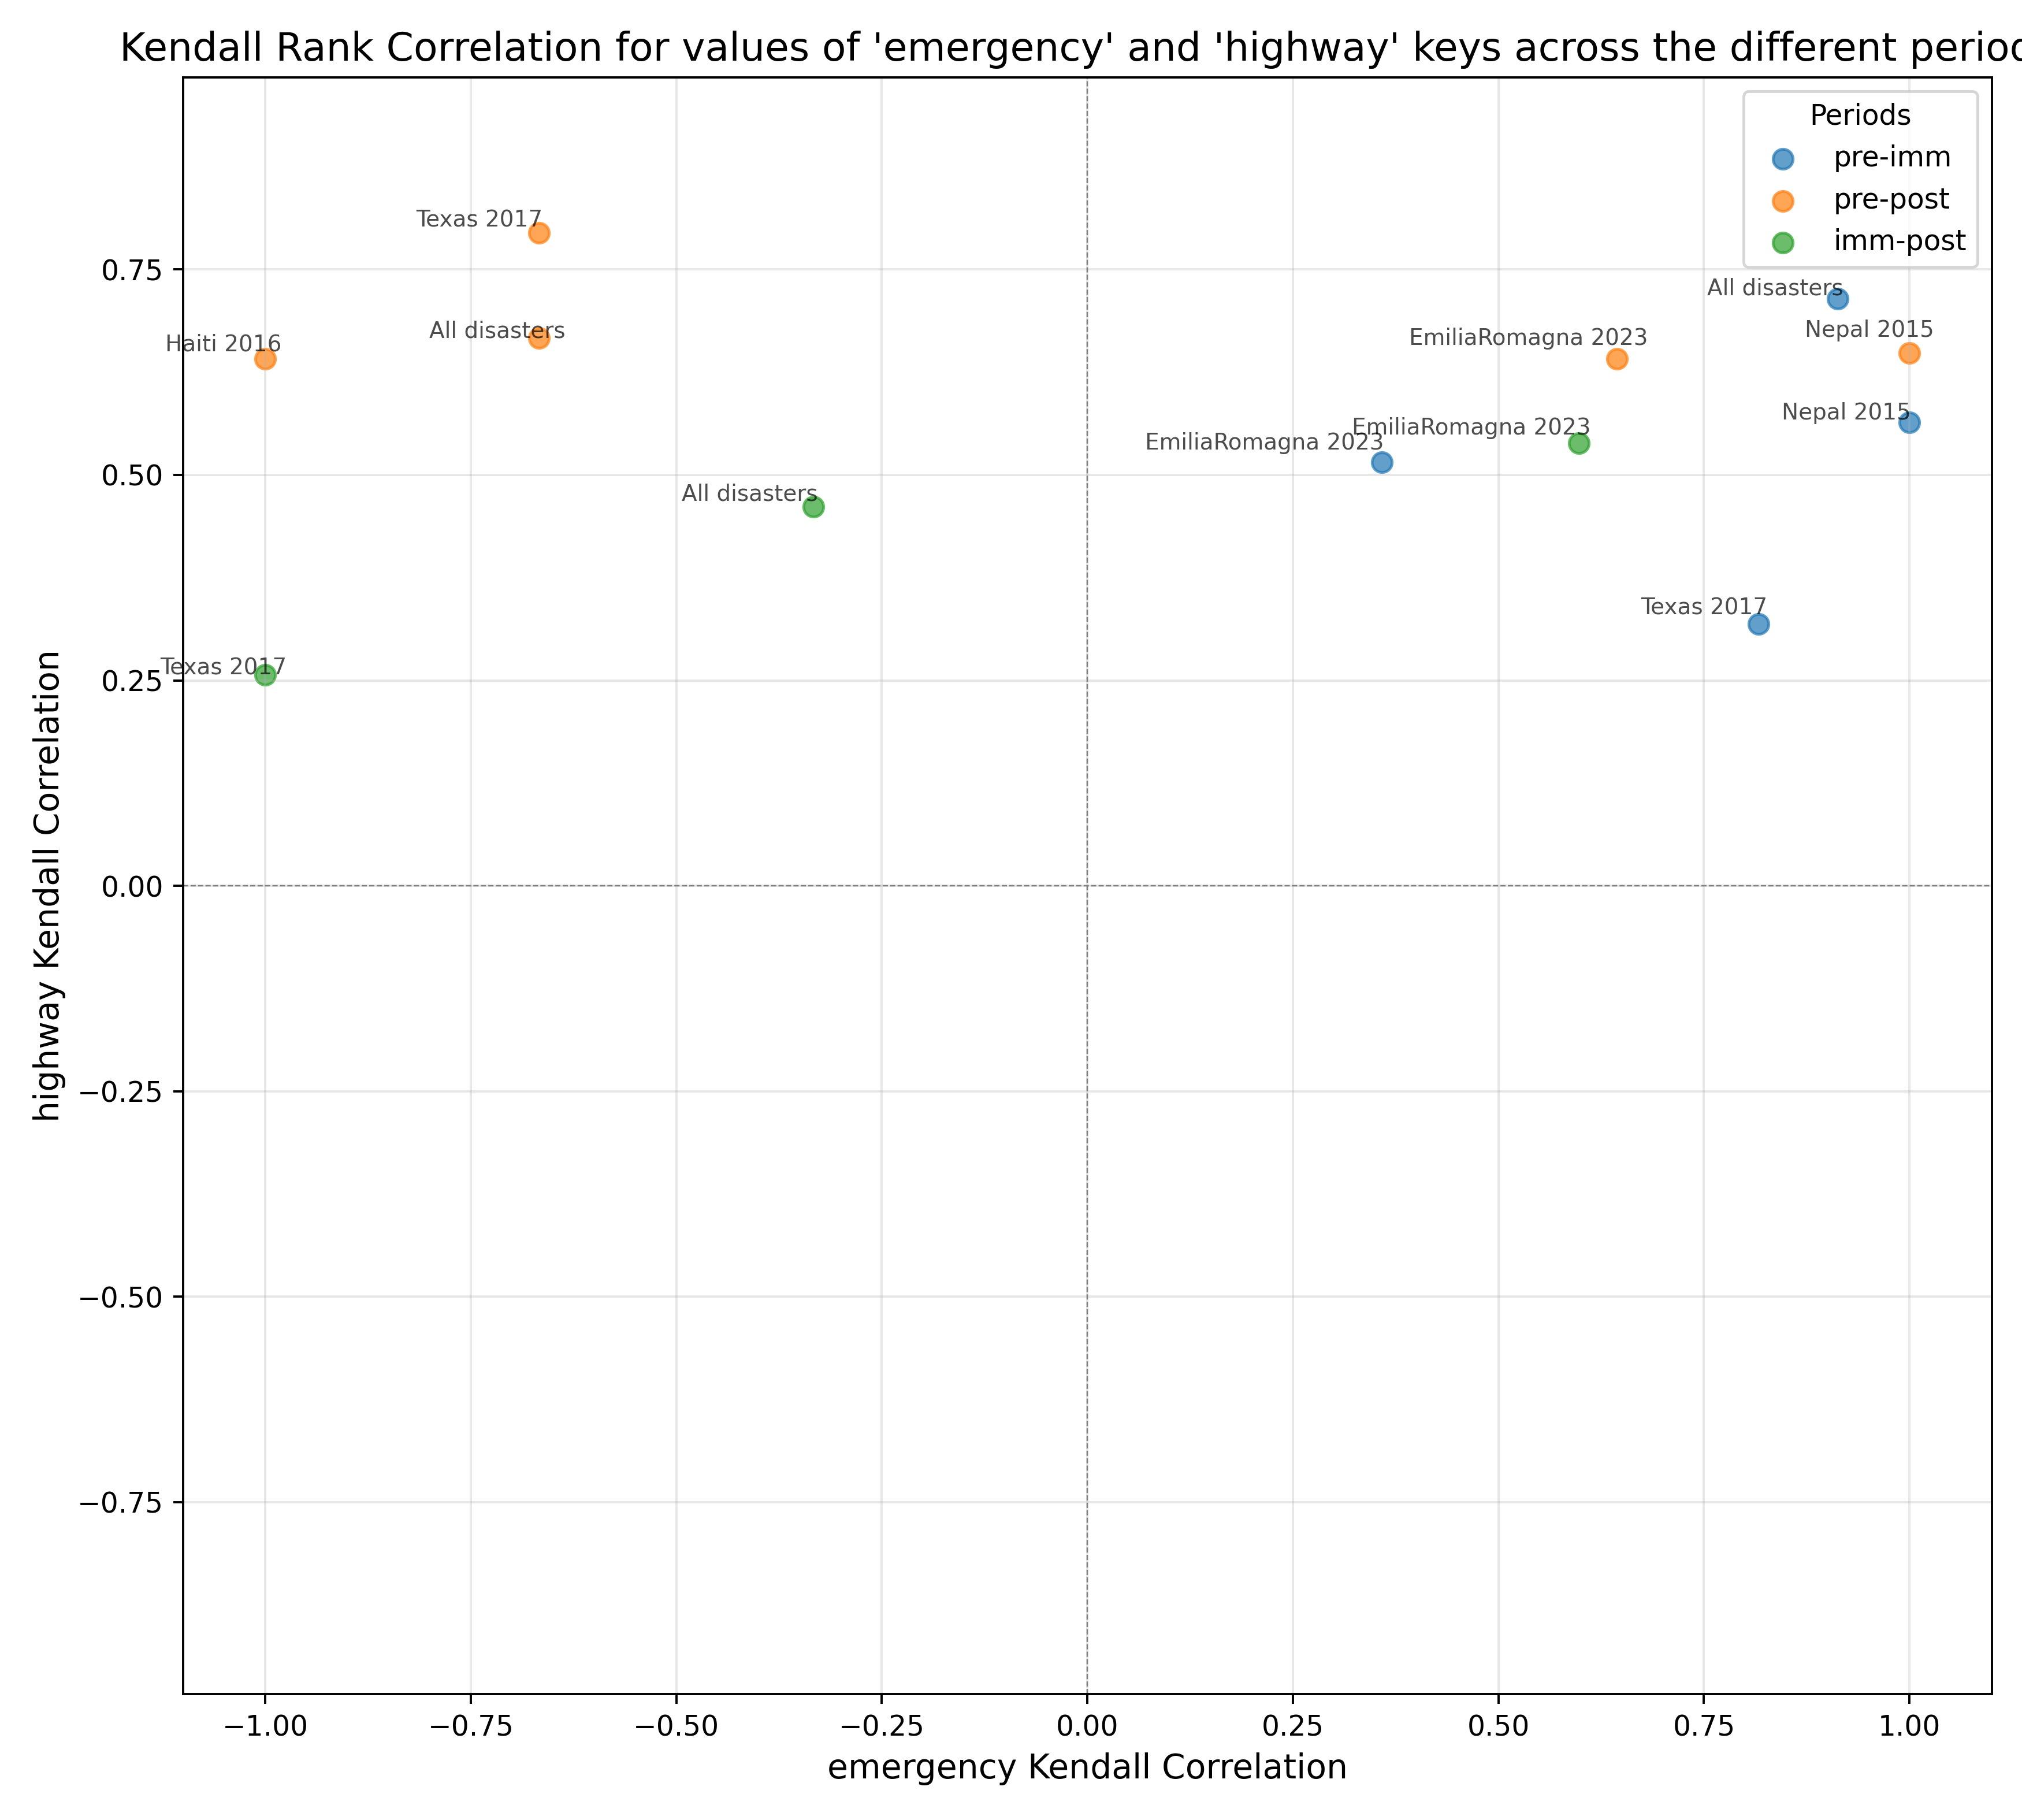 Kendall Rank Correlation for values of 'emergency' and 'highway' keys across the different perio
Periods
pre-imm
pre-post
imm-post
Texas 2017
All disasters
Haiti 2016
All disasters
EmiliaRomagna 2023
Nepal 2015
Nepal 2015
EmiliaRomagna 2023
EmiliaRomagna 2023
All disasters
Texas 2017
Texas 2017
highway Kendall Correlation
0.75
0.50
0.25
0.00
−0.25
−0.50
−0.75
−1.00
−0.75
−0.50
−0.25
0.00
0.25
0.50
0.75
1.00
emergency Kendall Correlation